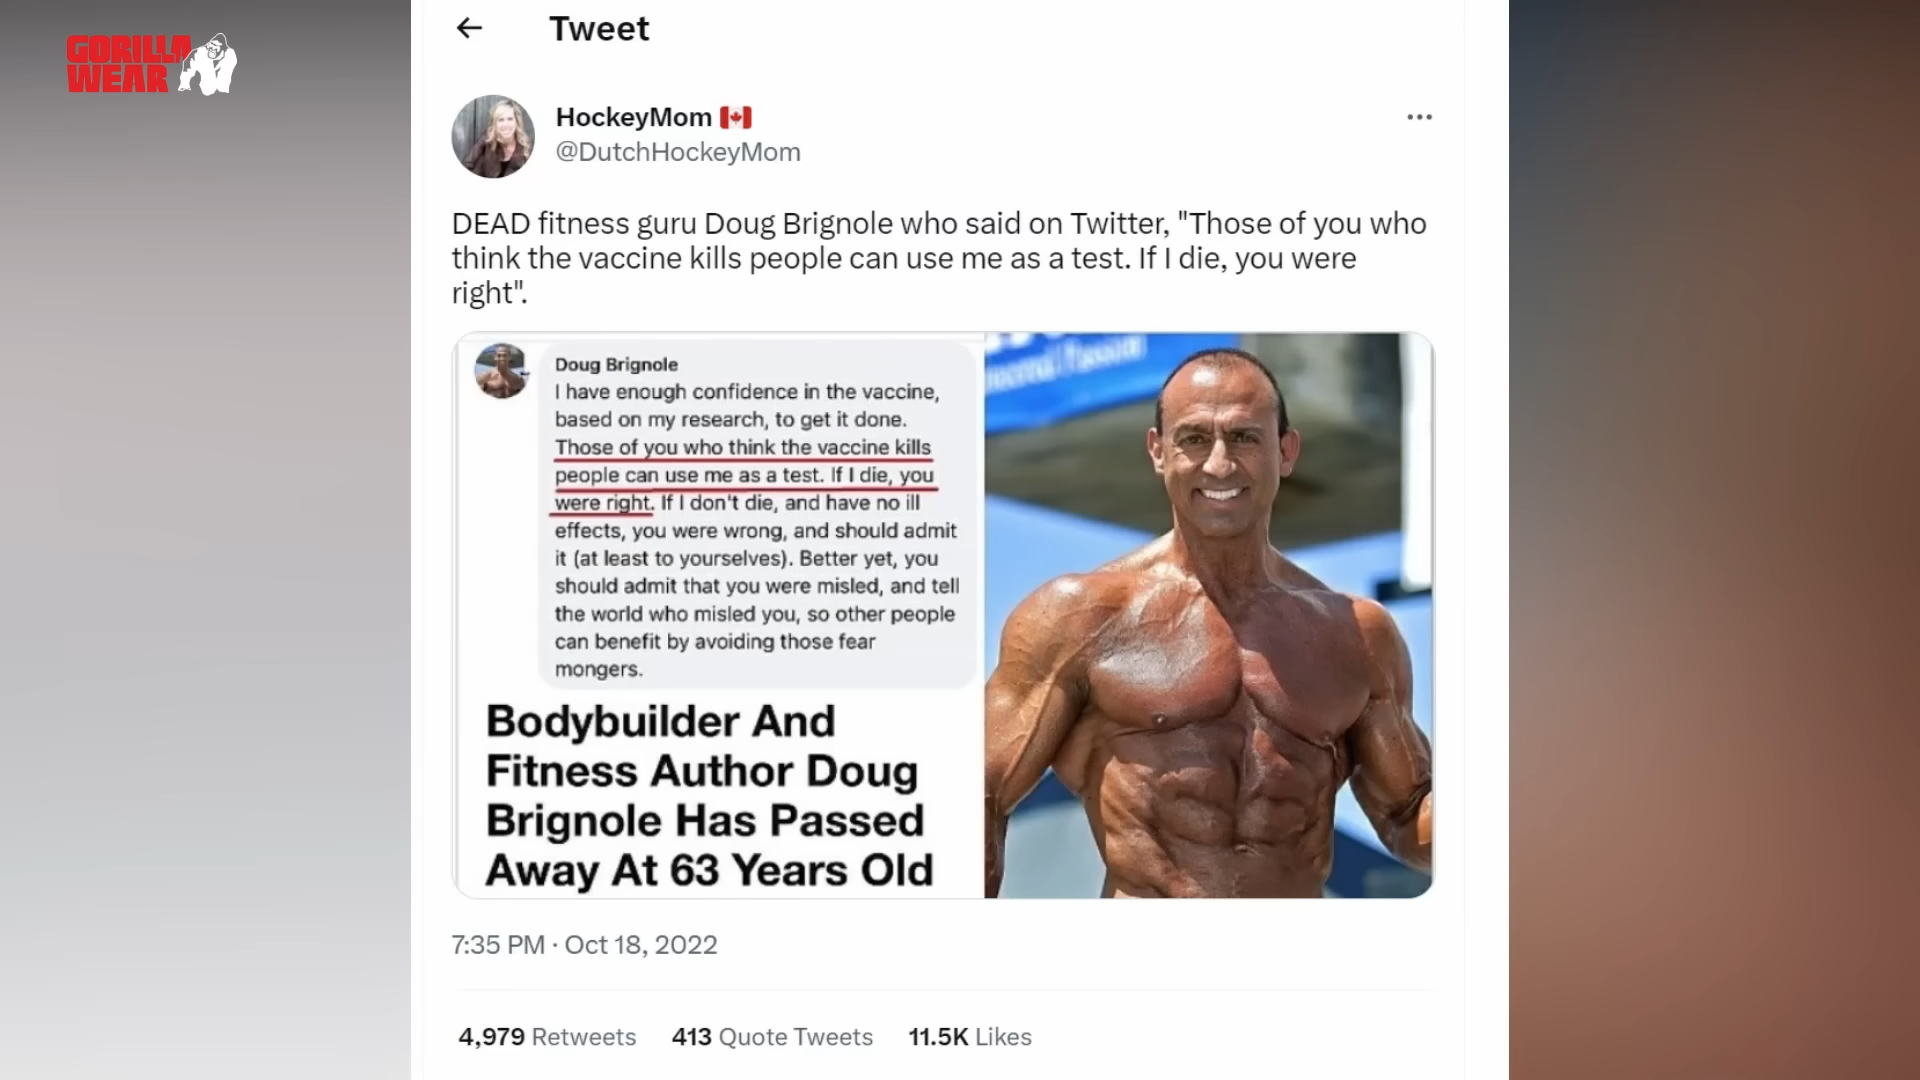 GORILLA
WEAR
Tweet
HockeyMom
@DutchHockeyMom
DEAD fitness guru Doug Brignole who said on Twitter, "Those of you who
think the vaccine kills people can use me as a test. If I die, you were
right".
Doug Brignole
I have enough confidence in the vaccine,
based on my research, to get it done.
Those of you who think the vaccine kills
people can use me as a test. If I die, you
were right. If I don't die, and have no ill
effects, you were wrong, and should admit
it (at least to yourselves). Better yet, you
should admit that you were misled, and tell
the world who misled you, so other people
can benefit by avoiding those fear
mongers.
Bodybuilder And
Fitness Author Doug
Brignole Has Passed
Away At 63 Years Old
7:35 PM · Oct 18, 2022
4,979 Retweets 413 Quote Tweets 11.5K Likes